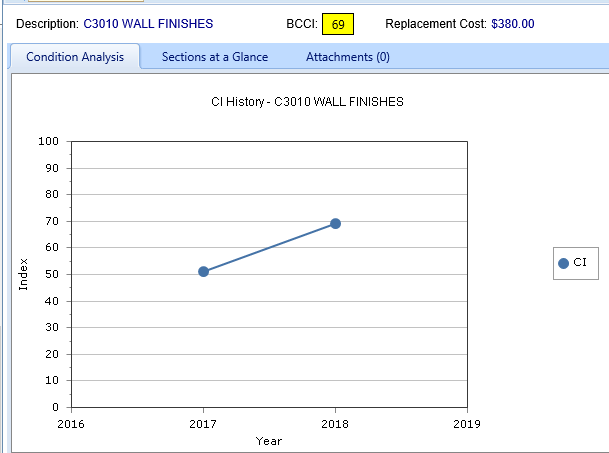 Description: C3010 WALL FINISHES BCCI: 69 Replacement Cost: $380.00
Condition Analysis Sections at a Glance Attachments (0)
CI History - C3010 WALL FINISHES
100
90
80
70
60
50
40
30
20
10
0
Index
2016 2017 2018 2019
Year
CI